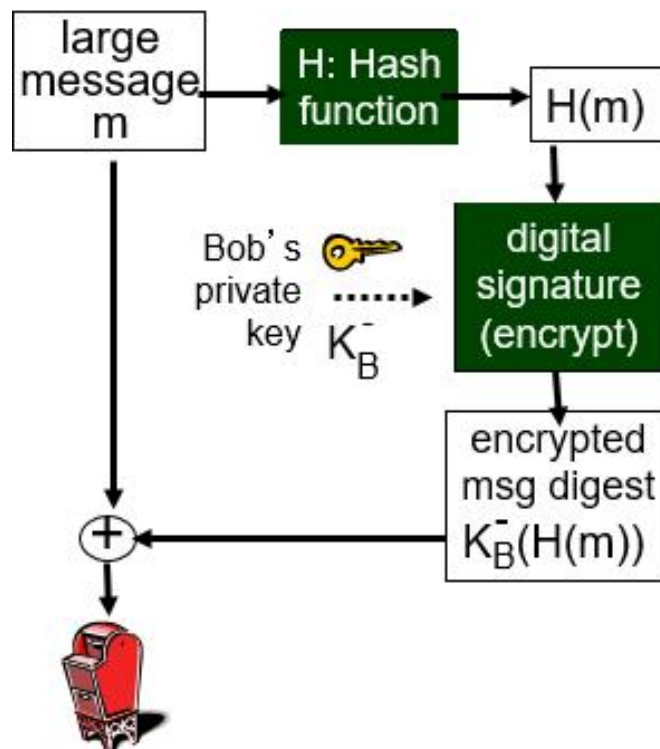 large
message
m
H: Hash
function
H(m)
Bob's
private
key K_B^-
digital
signature
(encrypt)
encrypted
msg digest
K_B^-(H(m))
+